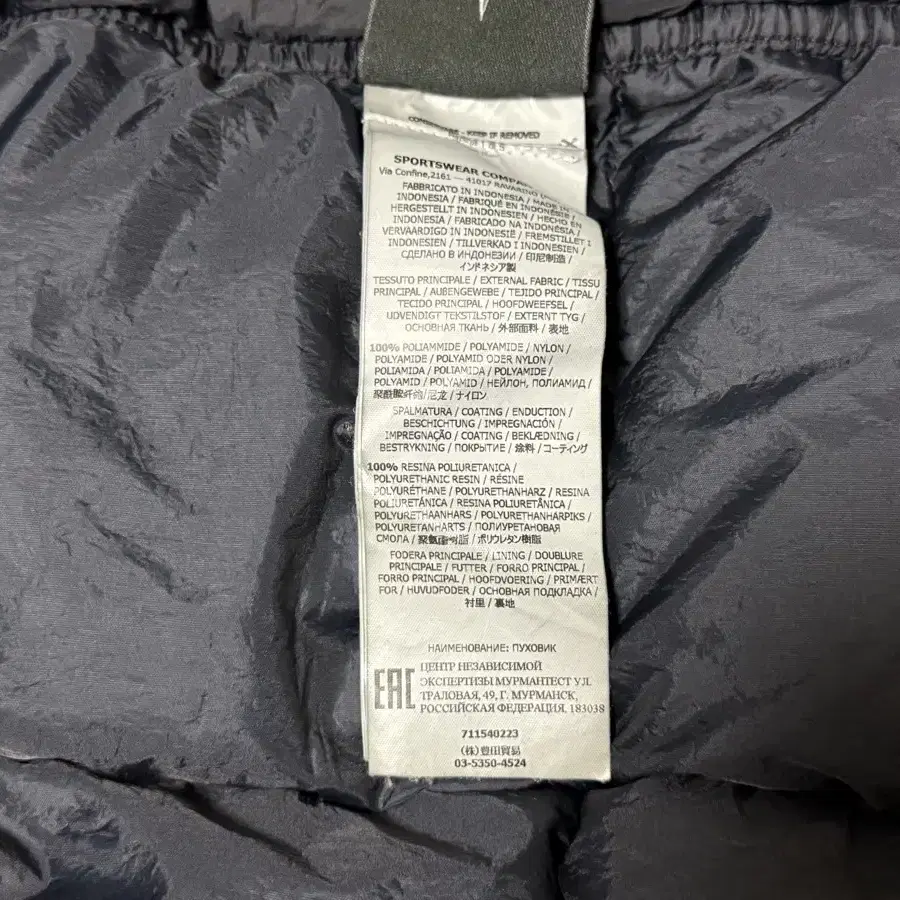 CONSERVARE - KEEP IF REMOVED
SPORTSWEAR COMPANY
Via Confine,2161 — 41017 RAVARINO
FABBRICATO IN INDONESIA / MADE IN
INDONESIA / FABRIQUÉ EN INDONÉSIE /
HERGESTELLT IN INDONESIEN / HECHO EN
INDONESIA / FABRICADO NA INDONÉSIA /
VERVAARDIGD IN INDONESIË / FREMSTILLET I
INDONESIEN / TILLVERKAD I INDONESIEN /
СДЕЛАНО В ИНДОНЕЗИИ / 印尼制造 /
インドネシア製
TESSUTO PRINCIPALE / EXTERNAL FABRIC / TISSU
PRINCIPAL / AUßENGEWEBE / TEJIDO PRINCIPAL /
TECIDO PRINCIPAL / HOOFDWEEFSEL /
UDVENDIGT TEKSTILSTOF / EXTERNT TYG /
ОСНОВНАЯ ТКАНЬ / 外部面料 / 表地
100% POLIAMMIDE / POLYAMIDE / NYLON /
POLYAMIDE / POLYAMID ODER NYLON /
POLIAMIDA / POLIAMIDA / POLYAMIDE /
POLYAMID / POLYAMID / НЕЙЛОН, ПОЛИАМИД /
聚酰胺纤维/尼龙 / ナイロン
SPALMATURA / COATING / ENDUCTION /
BESCHICHTUNG / IMPREGNACIÓN /
IMPREGNAÇÃO / COATING / BEKLÆDNING /
BESTRYKNING / ПОКРЫТИЕ / 涂料 / コーティング
100% RESINA POLIURETANICA /
POLYURETHANIC RESIN / RÉSINE
POLYURÉTHANE / POLYURETHANHARZ / RESINA
POLIURETÁNICA / RESINA POLIURETÂNICA /
POLYURETHAANHARS / POLYURETHANHARPIKS /
POLYURETANHARTS / ПОЛИУРЕТАНОВАЯ
СМОЛА / 聚氨酯树脂 / ポリウレタン樹脂
FODERA PRINCIPALE / LINING / DOUBLURE
PRINCIPALE / FUTTER / FORRO PRINCIPAL /
FORRO PRINCIPAL / HOOFDVOERING / PRIMÆRT
FOR / HUVUDFODER / ОСНОВНАЯ ПОДКЛАДКА /
衬里 / 裏地
НАИМЕНОВАНИЕ: ПУХОВИК
EAC
ЦЕНТР НЕЗАВИСИМОЙ
ЭКСПЕРТИЗЫ МУРМАНТЕСТ УЛ.
ТРАЛОВАЯ, 49, Г. МУРМАНСК,
РОССИЙСКАЯ ФЕДЕРАЦИЯ, 183038
711540223
(株)豊田貿易
03-5350-4524